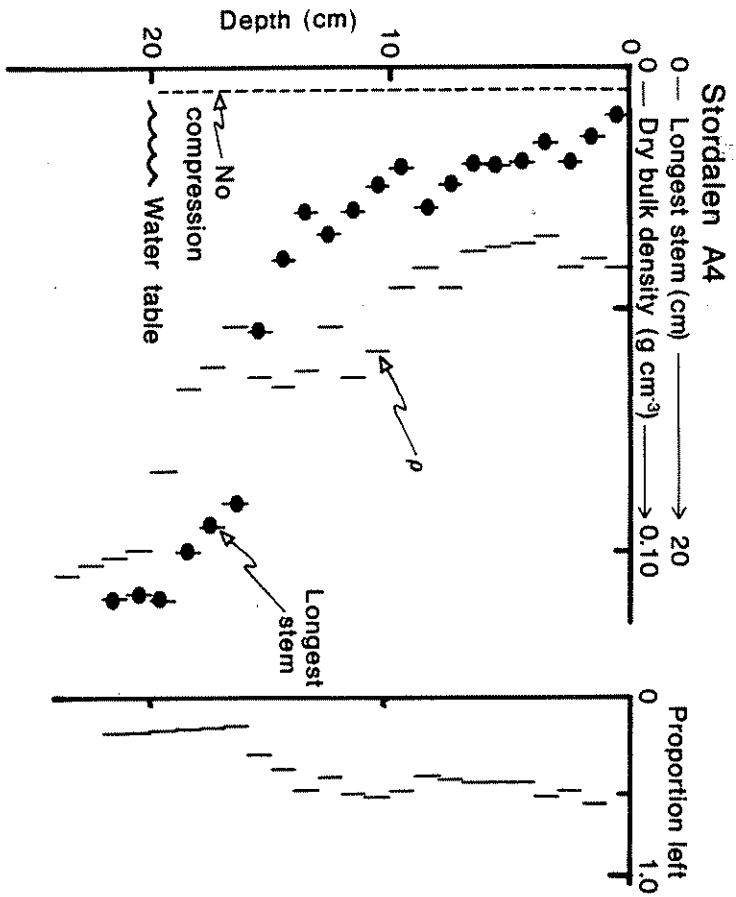 Stordalen A4
0 — Longest stem (cm) → 20
0 — Dry bulk density (g cm-3) → 0.10
Depth (cm)
0
10
20
No
compression
Water table
ρ
Longest
stem
Proportion left
0
1.0